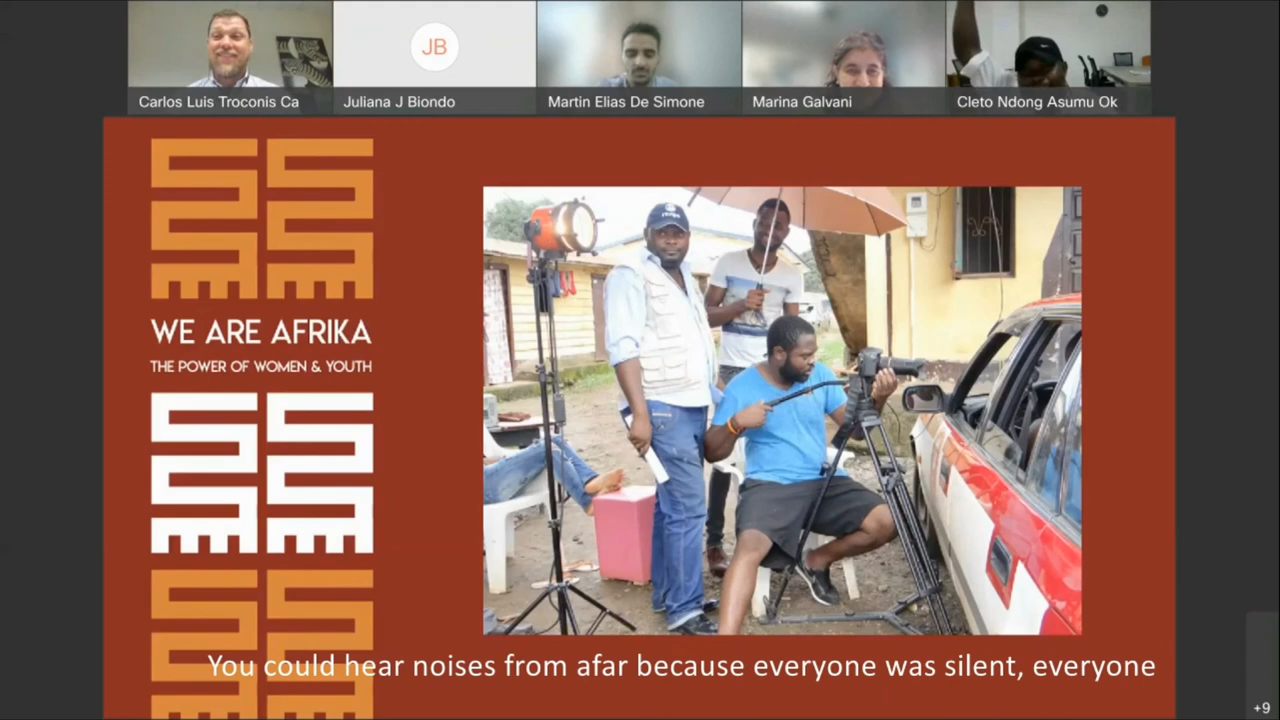 Carlos Luis Troconis Ca
JB
Juliana J Biondo
Martin Elias De Simone
Marina Galvani
Cleto Ndong Asumu Ok
WE ARE AFRIKA
THE POWER OF WOMEN & YOUTH
You could hear noises from afar because everyone was silent, everyone
+9